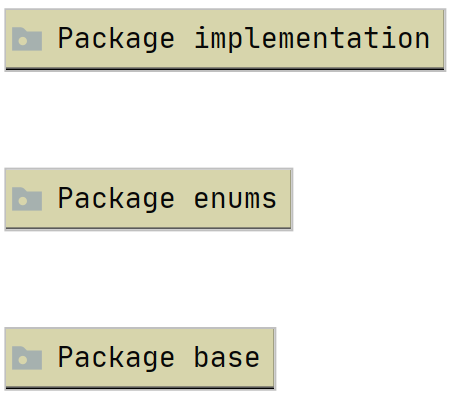 Package implementation
Package enums
Package base